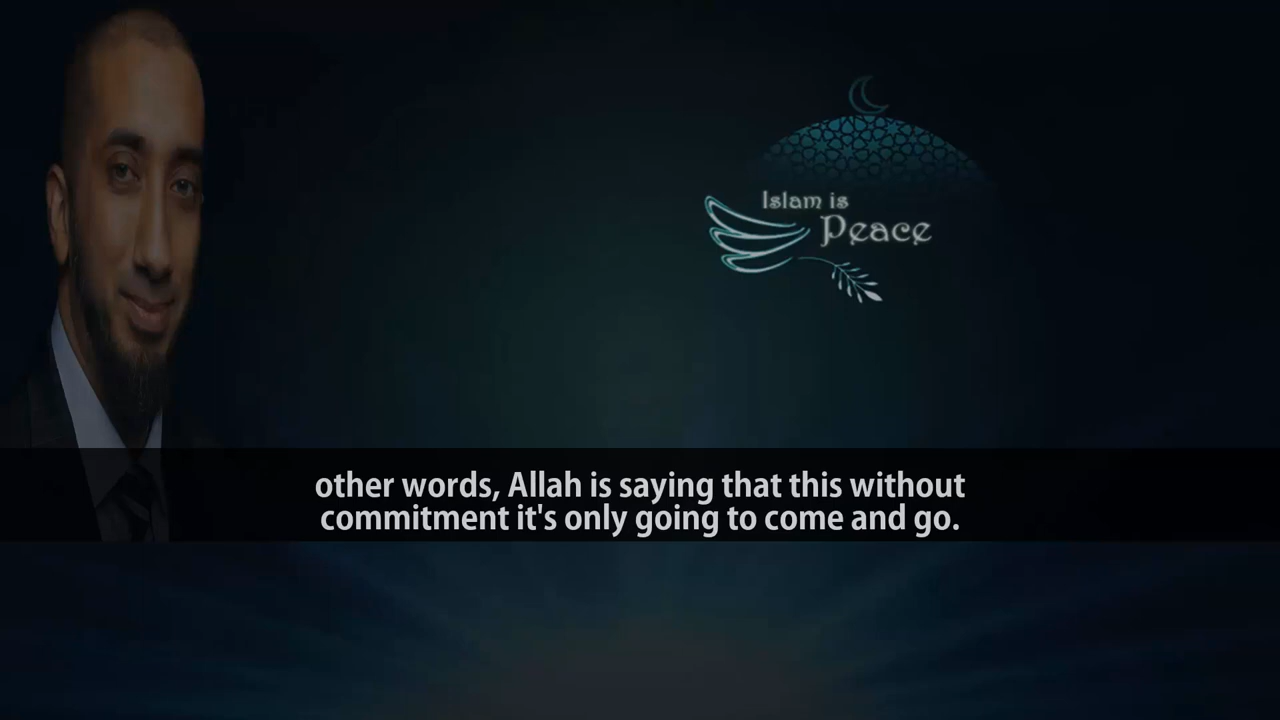 Islam is
Peace
other words, Allah is saying that this without
commitment it's only going to come and go.